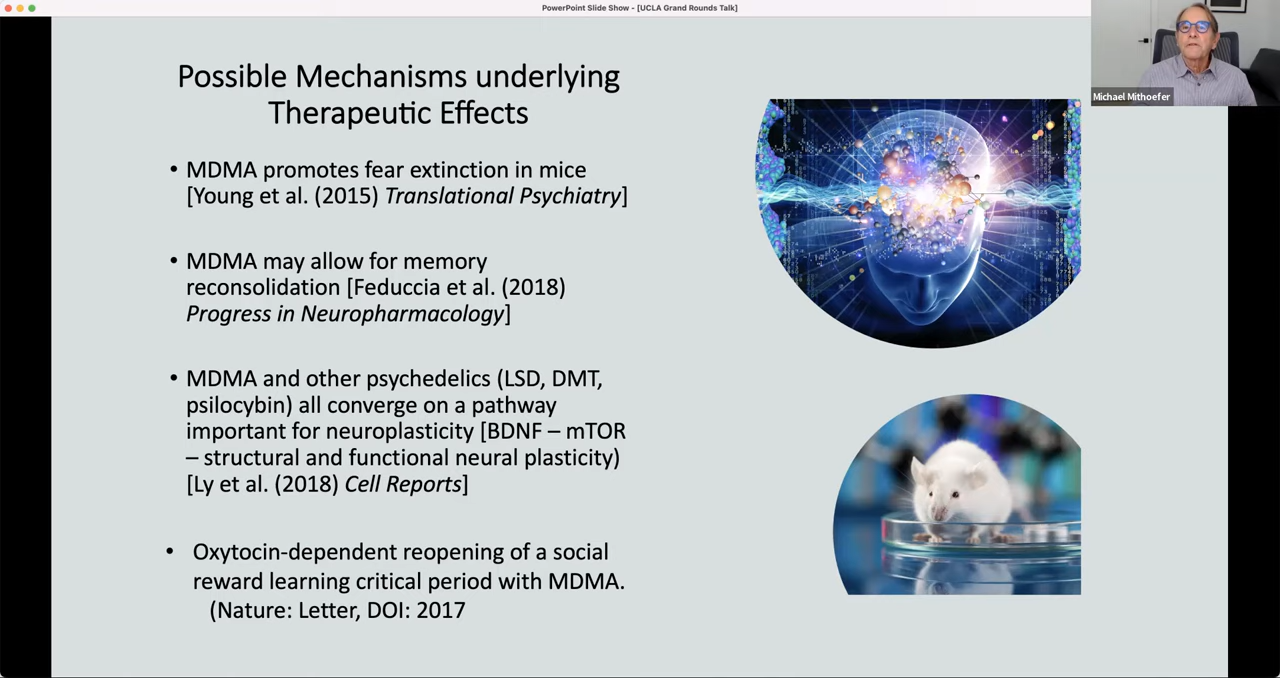 PowerPoint Slide Show - [UCLA Grand Rounds Talk]
Michael Mithoefer
Possible Mechanisms underlying
Therapeutic Effects
• MDMA promotes fear extinction in mice
[Young et al. (2015) Translational Psychiatry]
• MDMA may allow for memory
reconsolidation [Feduccia et al. (2018)
Progress in Neuropharmacology]
• MDMA and other psychedelics (LSD, DMT,
psilocybin) all converge on a pathway
important for neuroplasticity [BDNF – mTOR
– structural and functional neural plasticity)
[Ly et al. (2018) Cell Reports]
• Oxytocin-dependent reopening of a social
reward learning critical period with MDMA.
(Nature: Letter, DOI: 2017